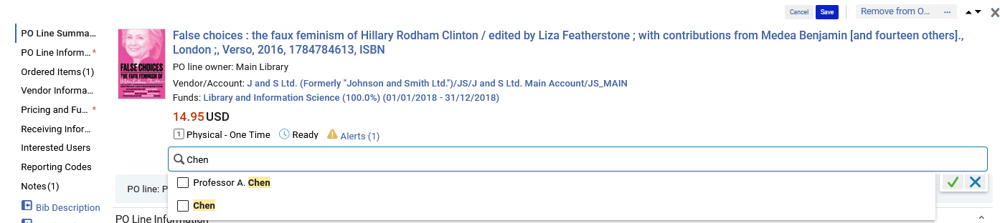 Cancel Save Remove from O... ...
PO Line Summa...
PO Line Inform... *
Ordered Items (1)
Vendor Informa...
Pricing and Fu... *
Receiving Infor...
Interested Users
Reporting Codes
Notes (1)
Bib Description
FALSE CHOICES
THE FAUX FEMINISM OF
False choices : the faux feminism of Hillary Rodham Clinton / edited by Liza Featherstone ; with contributions from Medea Benjamin [and fourteen others].,
London ;, Verso, 2016, 1784784613, ISBN
PO line owner: Main Library
Vendor/Account: J and S Ltd. (Formerly "Johnson and Smith Ltd.")/JS/J and S Ltd. Main Account/JS_MAIN
Funds: Library and Information Science (100.0%) (01/01/2018 - 31/12/2018)
14.95 USD
1 Physical - One Time Ready Alerts (1)
Chen
Professor A. Chen
Chen
PO line: P
PO Line Information